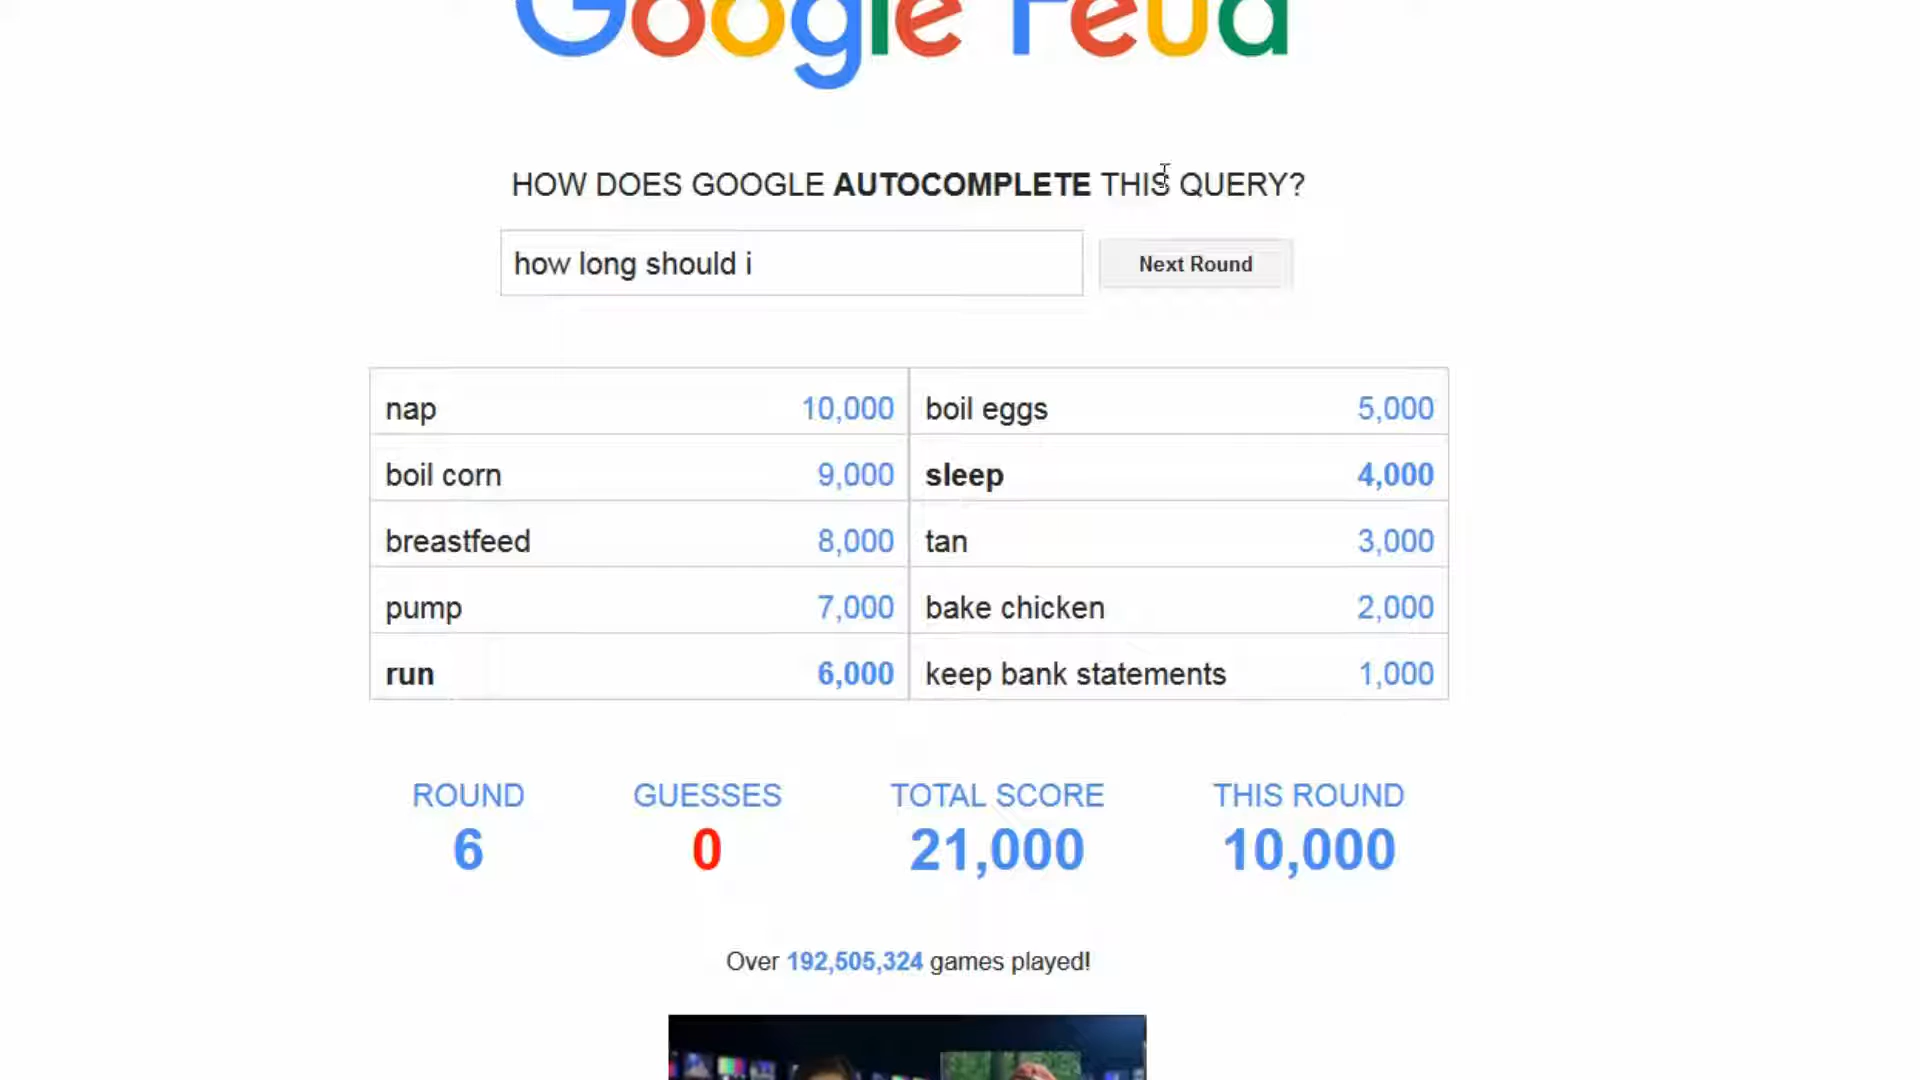 Google Feud
HOW DOES GOOGLE AUTOCOMPLETE THIS QUERY?
how long should i
Next Round
nap 10,000 boil eggs 5,000
boil corn 9,000 sleep 4,000
breastfeed 8,000 tan 3,000
pump 7,000 bake chicken 2,000
run 6,000 keep bank statements 1,000
ROUND GUESSES TOTAL SCORE THIS ROUND
6 0 21,000 10,000
Over 192,505,324 games played!